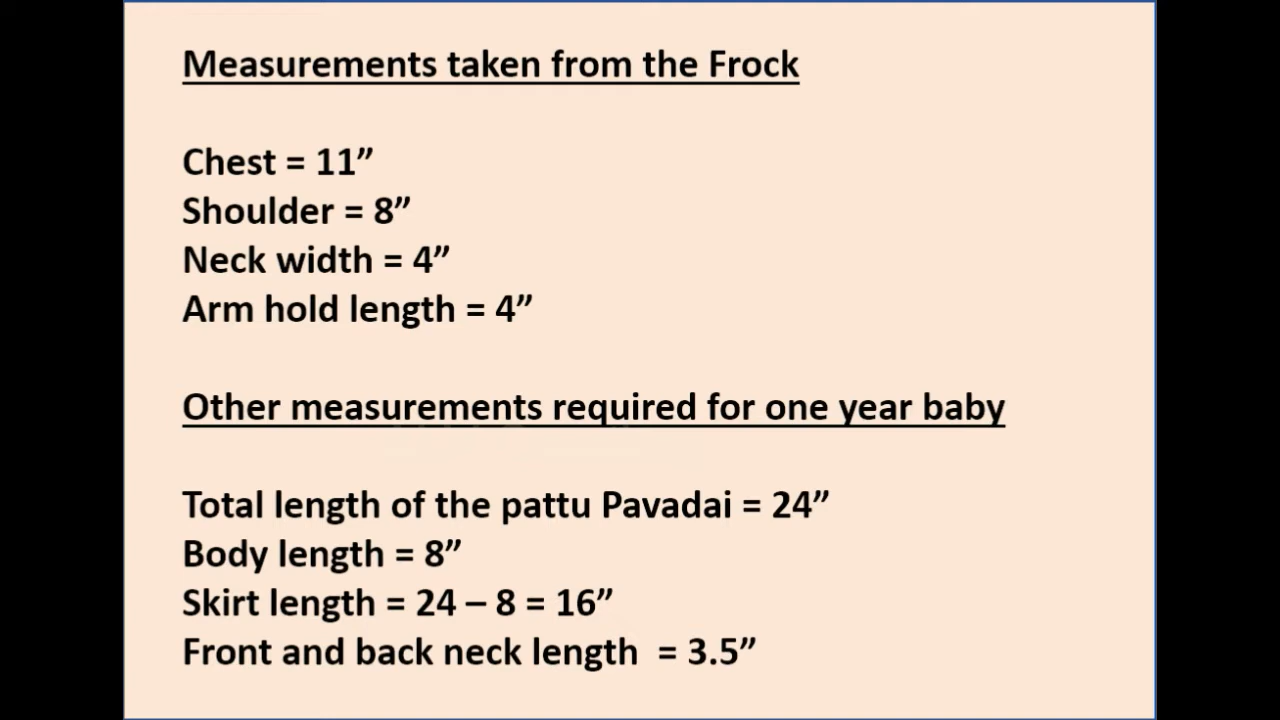 Measurements taken from the Frock
Chest = 11”
Shoulder = 8”
Neck width = 4”
Arm hold length = 4”
Other measurements required for one year baby
Total length of the pattu Pavadai = 24”
Body length = 8”
Skirt length = 24 – 8 = 16”
Front and back neck length  = 3.5”